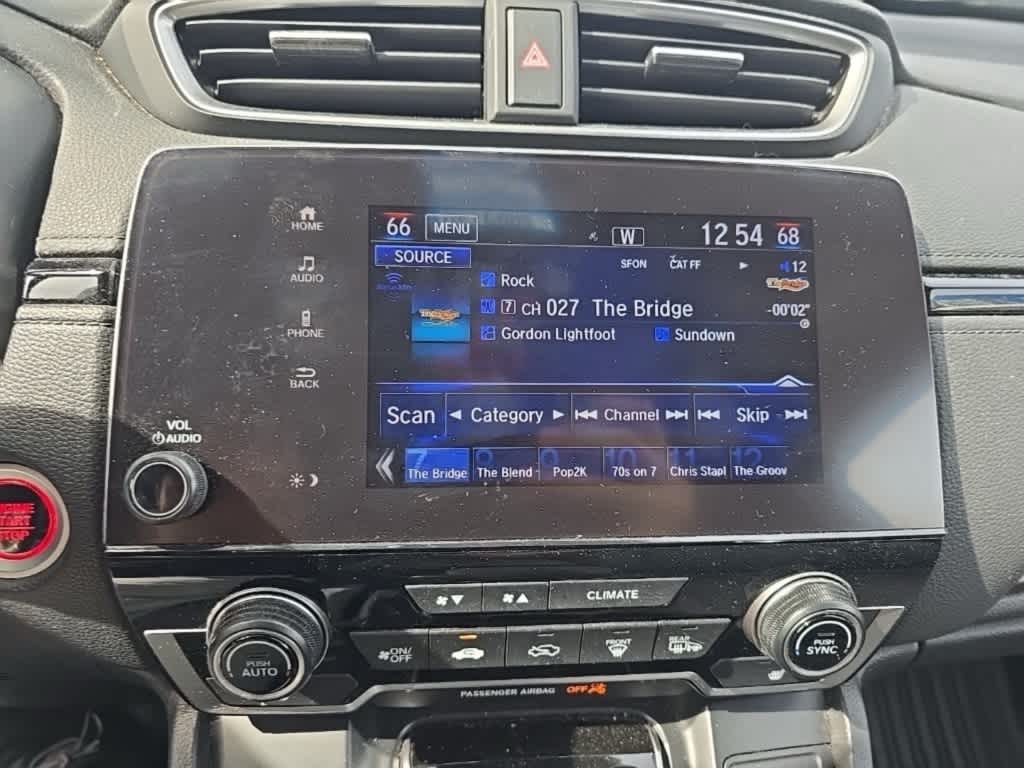 HOME
AUDIO
PHONE
BACK
VOL
AUDIO
66 MENU W 12 54 68
SOURCE SFON CAT FF 12
Rock
7 CH 027 The Bridge -00'02"
Gordon Lightfoot Sundown
Scan Category Channel Skip
7 8 9 10 11 12
The Bridge The Blend Pop2K 70s on 7 Chris Stapl The Groov
ENGINE
START
STOP
CLIMATE
PUSH
AUTO
ON/
OFF
FRONT
REAR
PUSH
SYNC
PASSENGER AIRBAG OFF